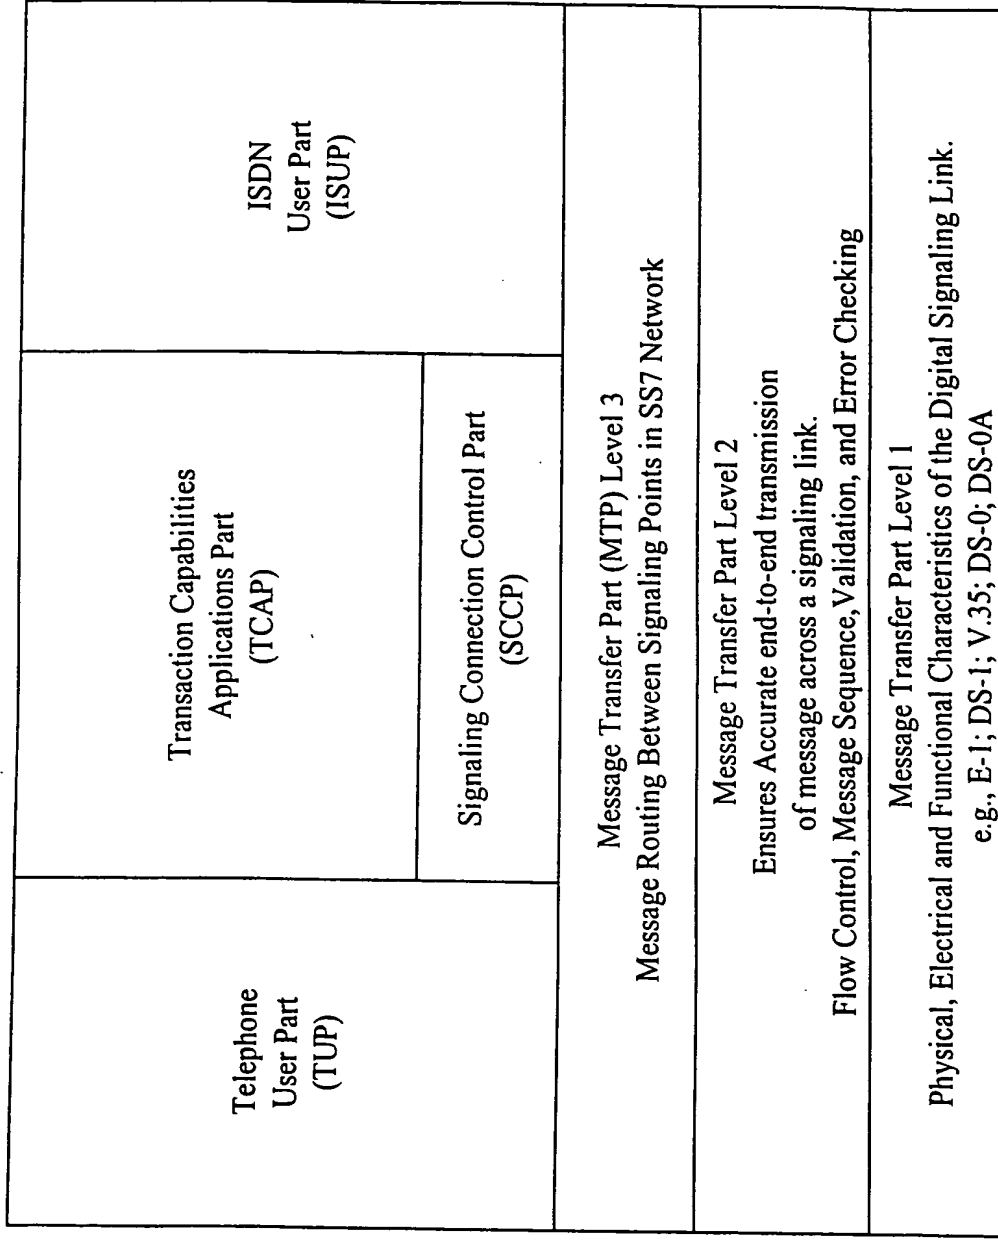 Telephone
User Part
(TUP)
Transaction Capabilities
Applications Part
(TCAP)
Signaling Connection Control Part
(SCCP)
ISDN
User Part
(ISUP)
Message Transfer Part (MTP) Level 3
Message Routing Between Signaling Points in SS7 Network
Message Transfer Part Level 2
Ensures Accurate end-to-end transmission
of message across a signaling link.
Flow Control, Message Sequence, Validation, and Error Checking
Message Transfer Part Level 1
Physical, Electrical and Functional Characteristics of the Digital Signaling Link.
e.g., E-1; DS-1; V.35; DS-0; DS-0A